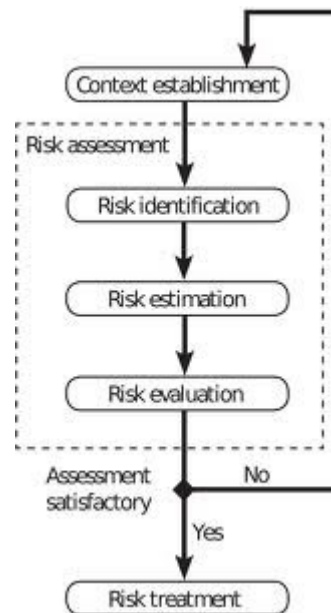 Context establishment
Risk assessment
Risk identification
Risk estimation
Risk evaluation
Assessment
satisfactory
No
Yes
Risk treatment